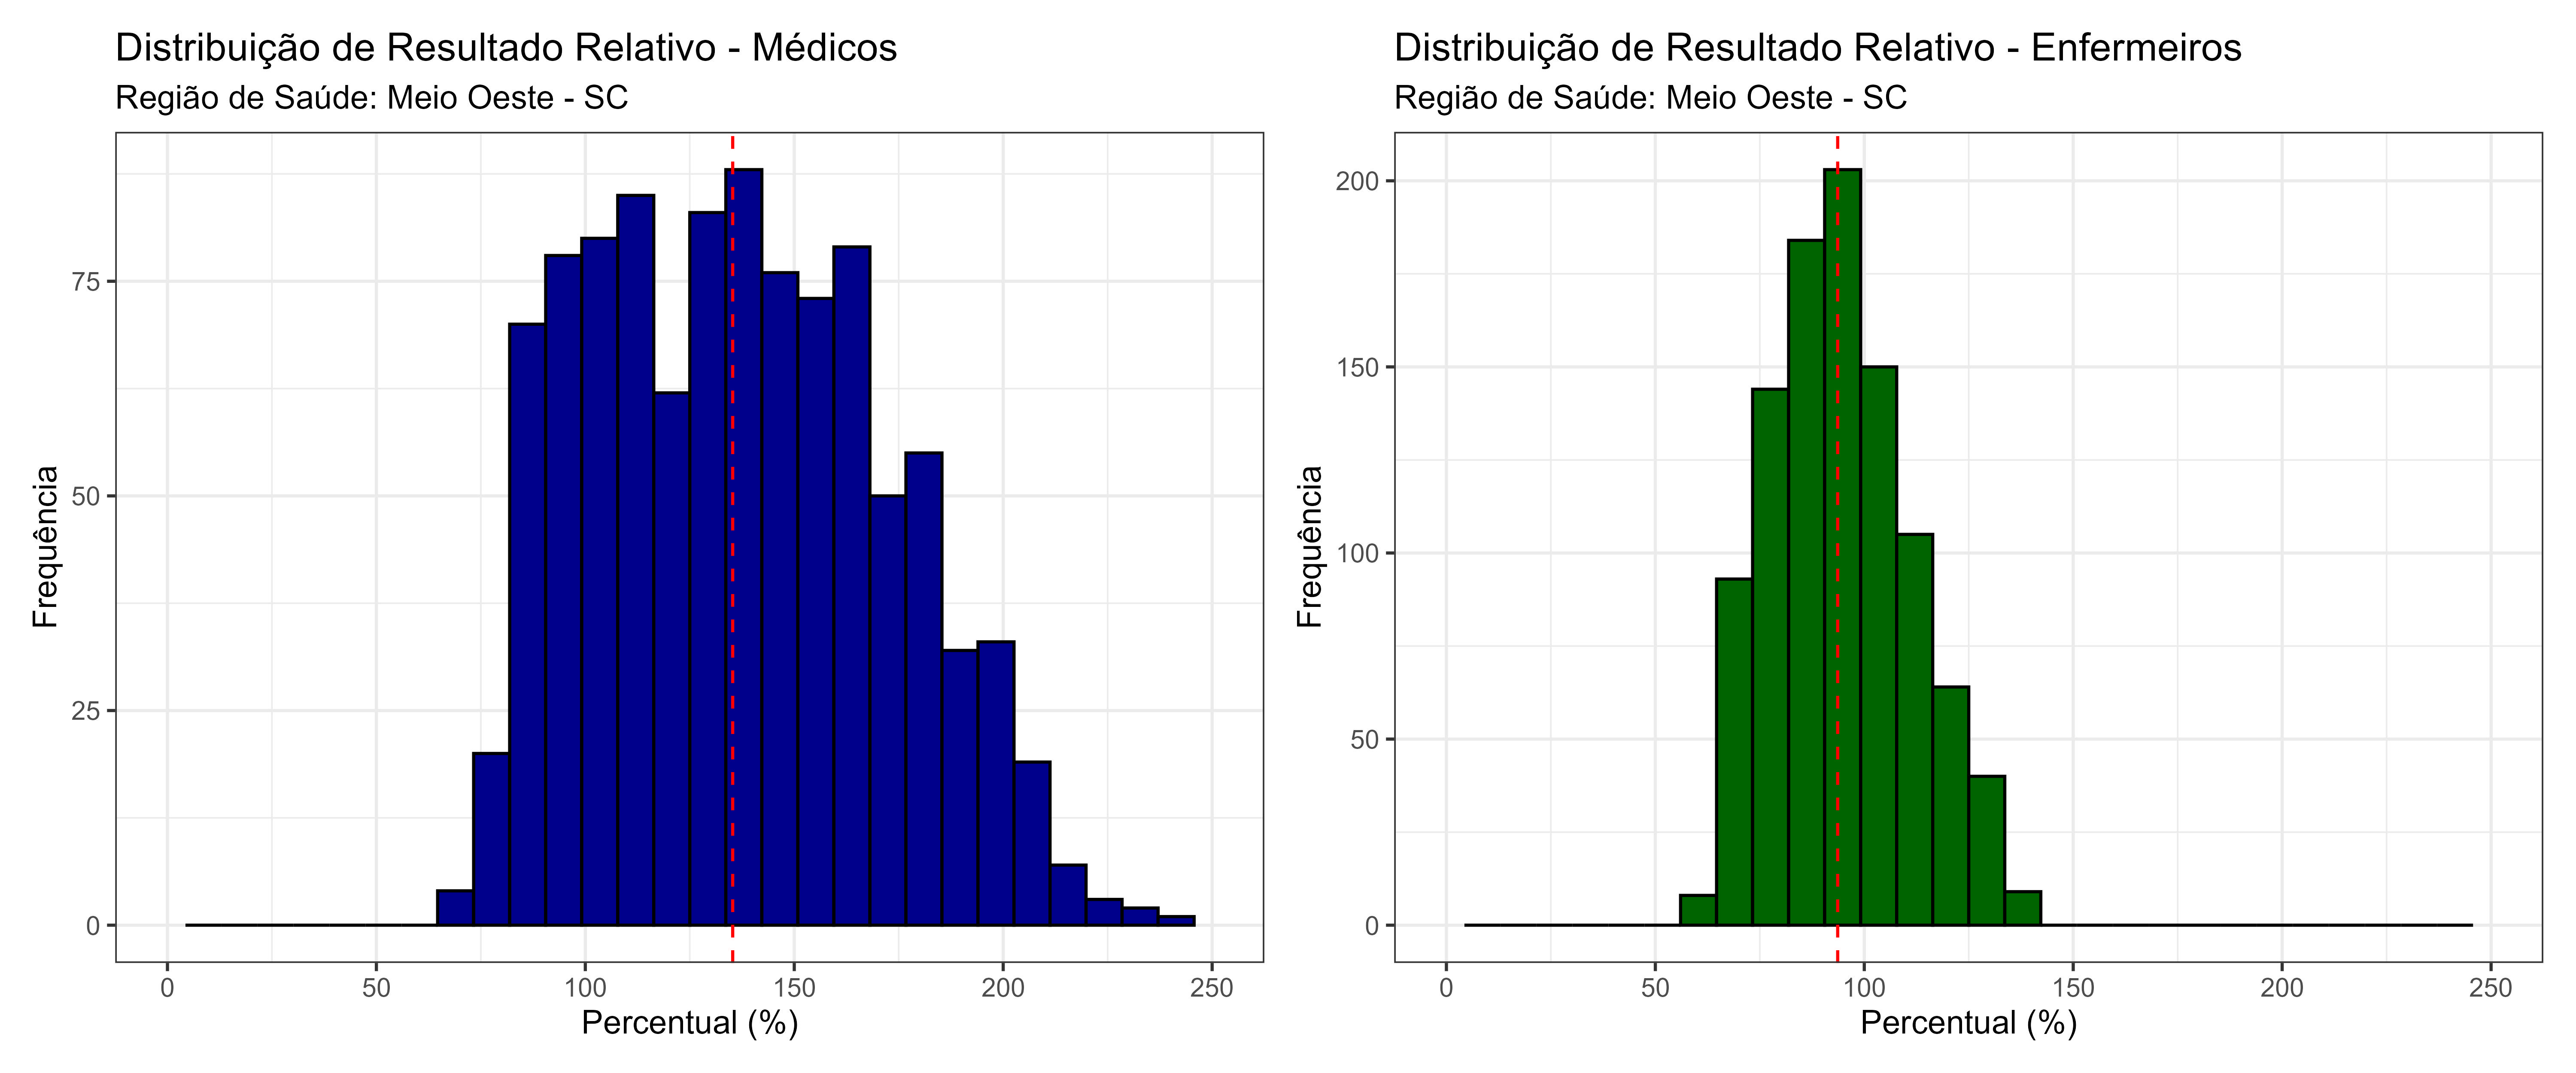 Distribuição de Resultado Relativo - Médicos
Região de Saúde: Meio Oeste - SC
Frequência
75
50
25
0
0 50 100 150 200 250
Percentual (%)
Distribuição de Resultado Relativo - Enfermeiros
Região de Saúde: Meio Oeste - SC
Frequência
200
150
100
50
0
0 50 100 150 200 250
Percentual (%)